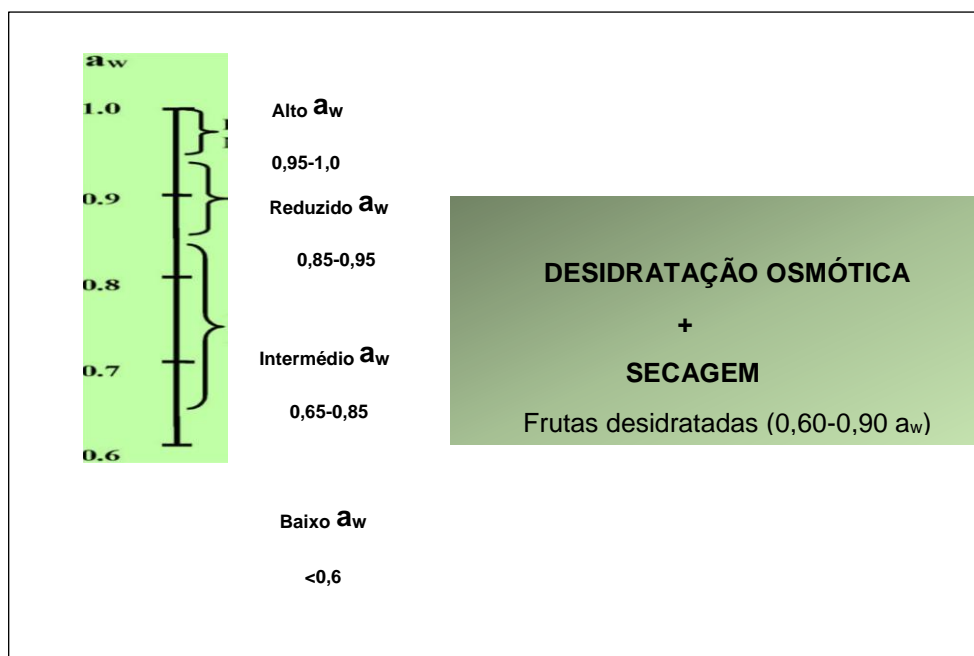 aw
1.0
0.9
0.8
0.7
0.6
Alto aw
0,95-1,0
Reduzido aw
0,85-0,95
Intermédio aw
0,65-0,85
Baixo aw
<0,6
DESIDRATAÇÃO OSMÓTICA
+
SECAGEM
Frutas desidratadas (0,60-0,90 aw)